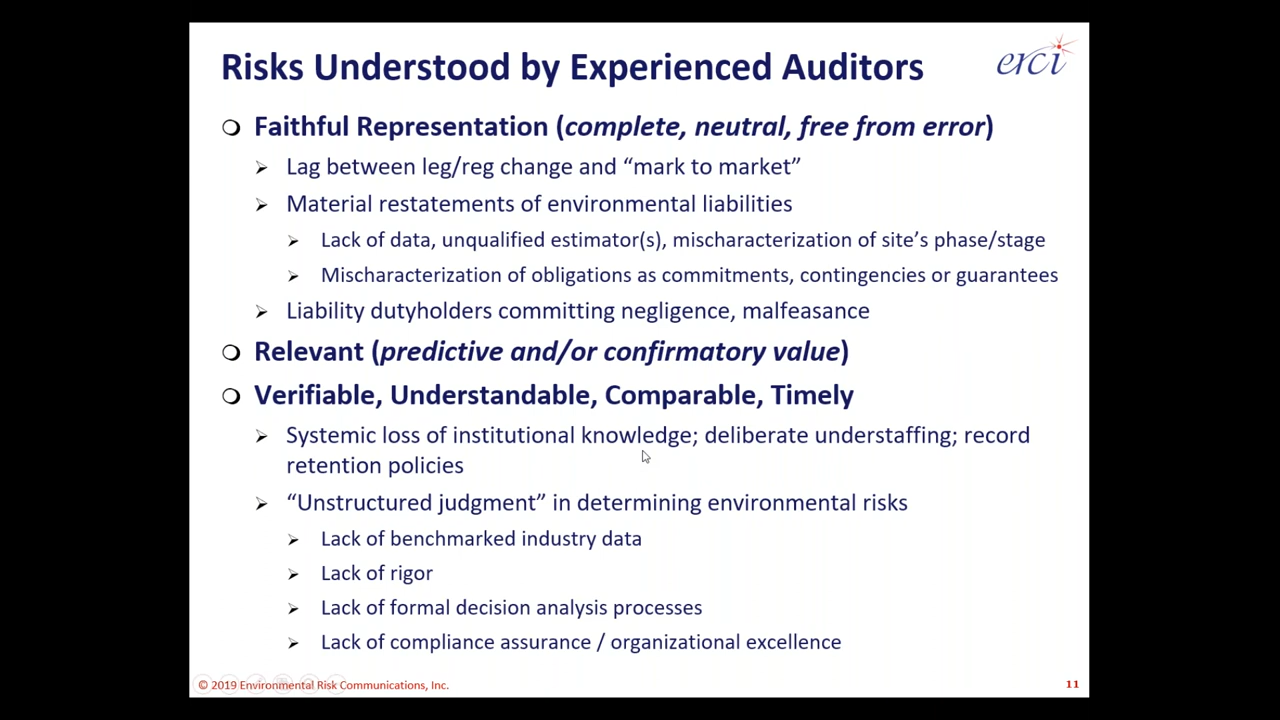 Risks Understood by Experienced Auditors
erci
Faithful Representation (complete, neutral, free from error)
Lag between leg/reg change and “mark to market”
Material restatements of environmental liabilities
Lack of data, unqualified estimator(s), mischaracterization of site’s phase/stage
Mischaracterization of obligations as commitments, contingencies or guarantees
Liability dutyholders committing negligence, malfeasance
Relevant (predictive and/or confirmatory value)
Verifiable, Understandable, Comparable, Timely
Systemic loss of institutional knowledge; deliberate understaffing; record
retention policies
“Unstructured judgment” in determining environmental risks
Lack of benchmarked industry data
Lack of rigor
Lack of formal decision analysis processes
Lack of compliance assurance / organizational excellence
© 2019 Environmental Risk Communications, Inc.
11